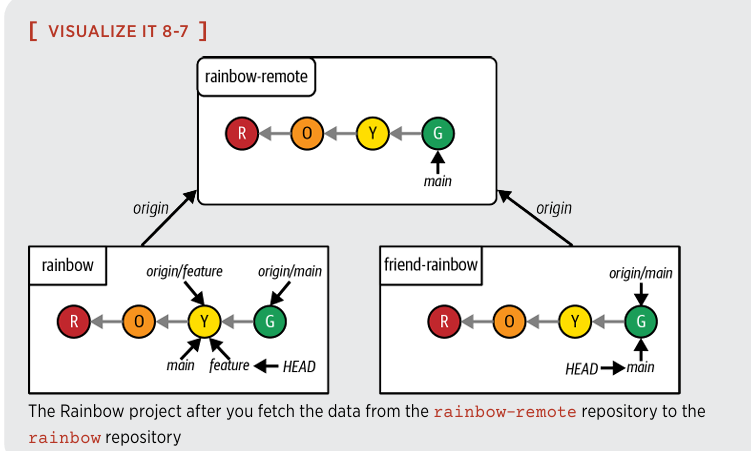 [ VISUALIZE IT 8-7 ]
rainbow-remote
R O Y G
main
origin origin
rainbow
origin/feature origin/main
R O Y G
main feature HEAD
friend-rainbow
origin/main
R O Y G
HEAD main
The Rainbow project after you fetch the data from the rainbow-remote repository to the
rainbow repository